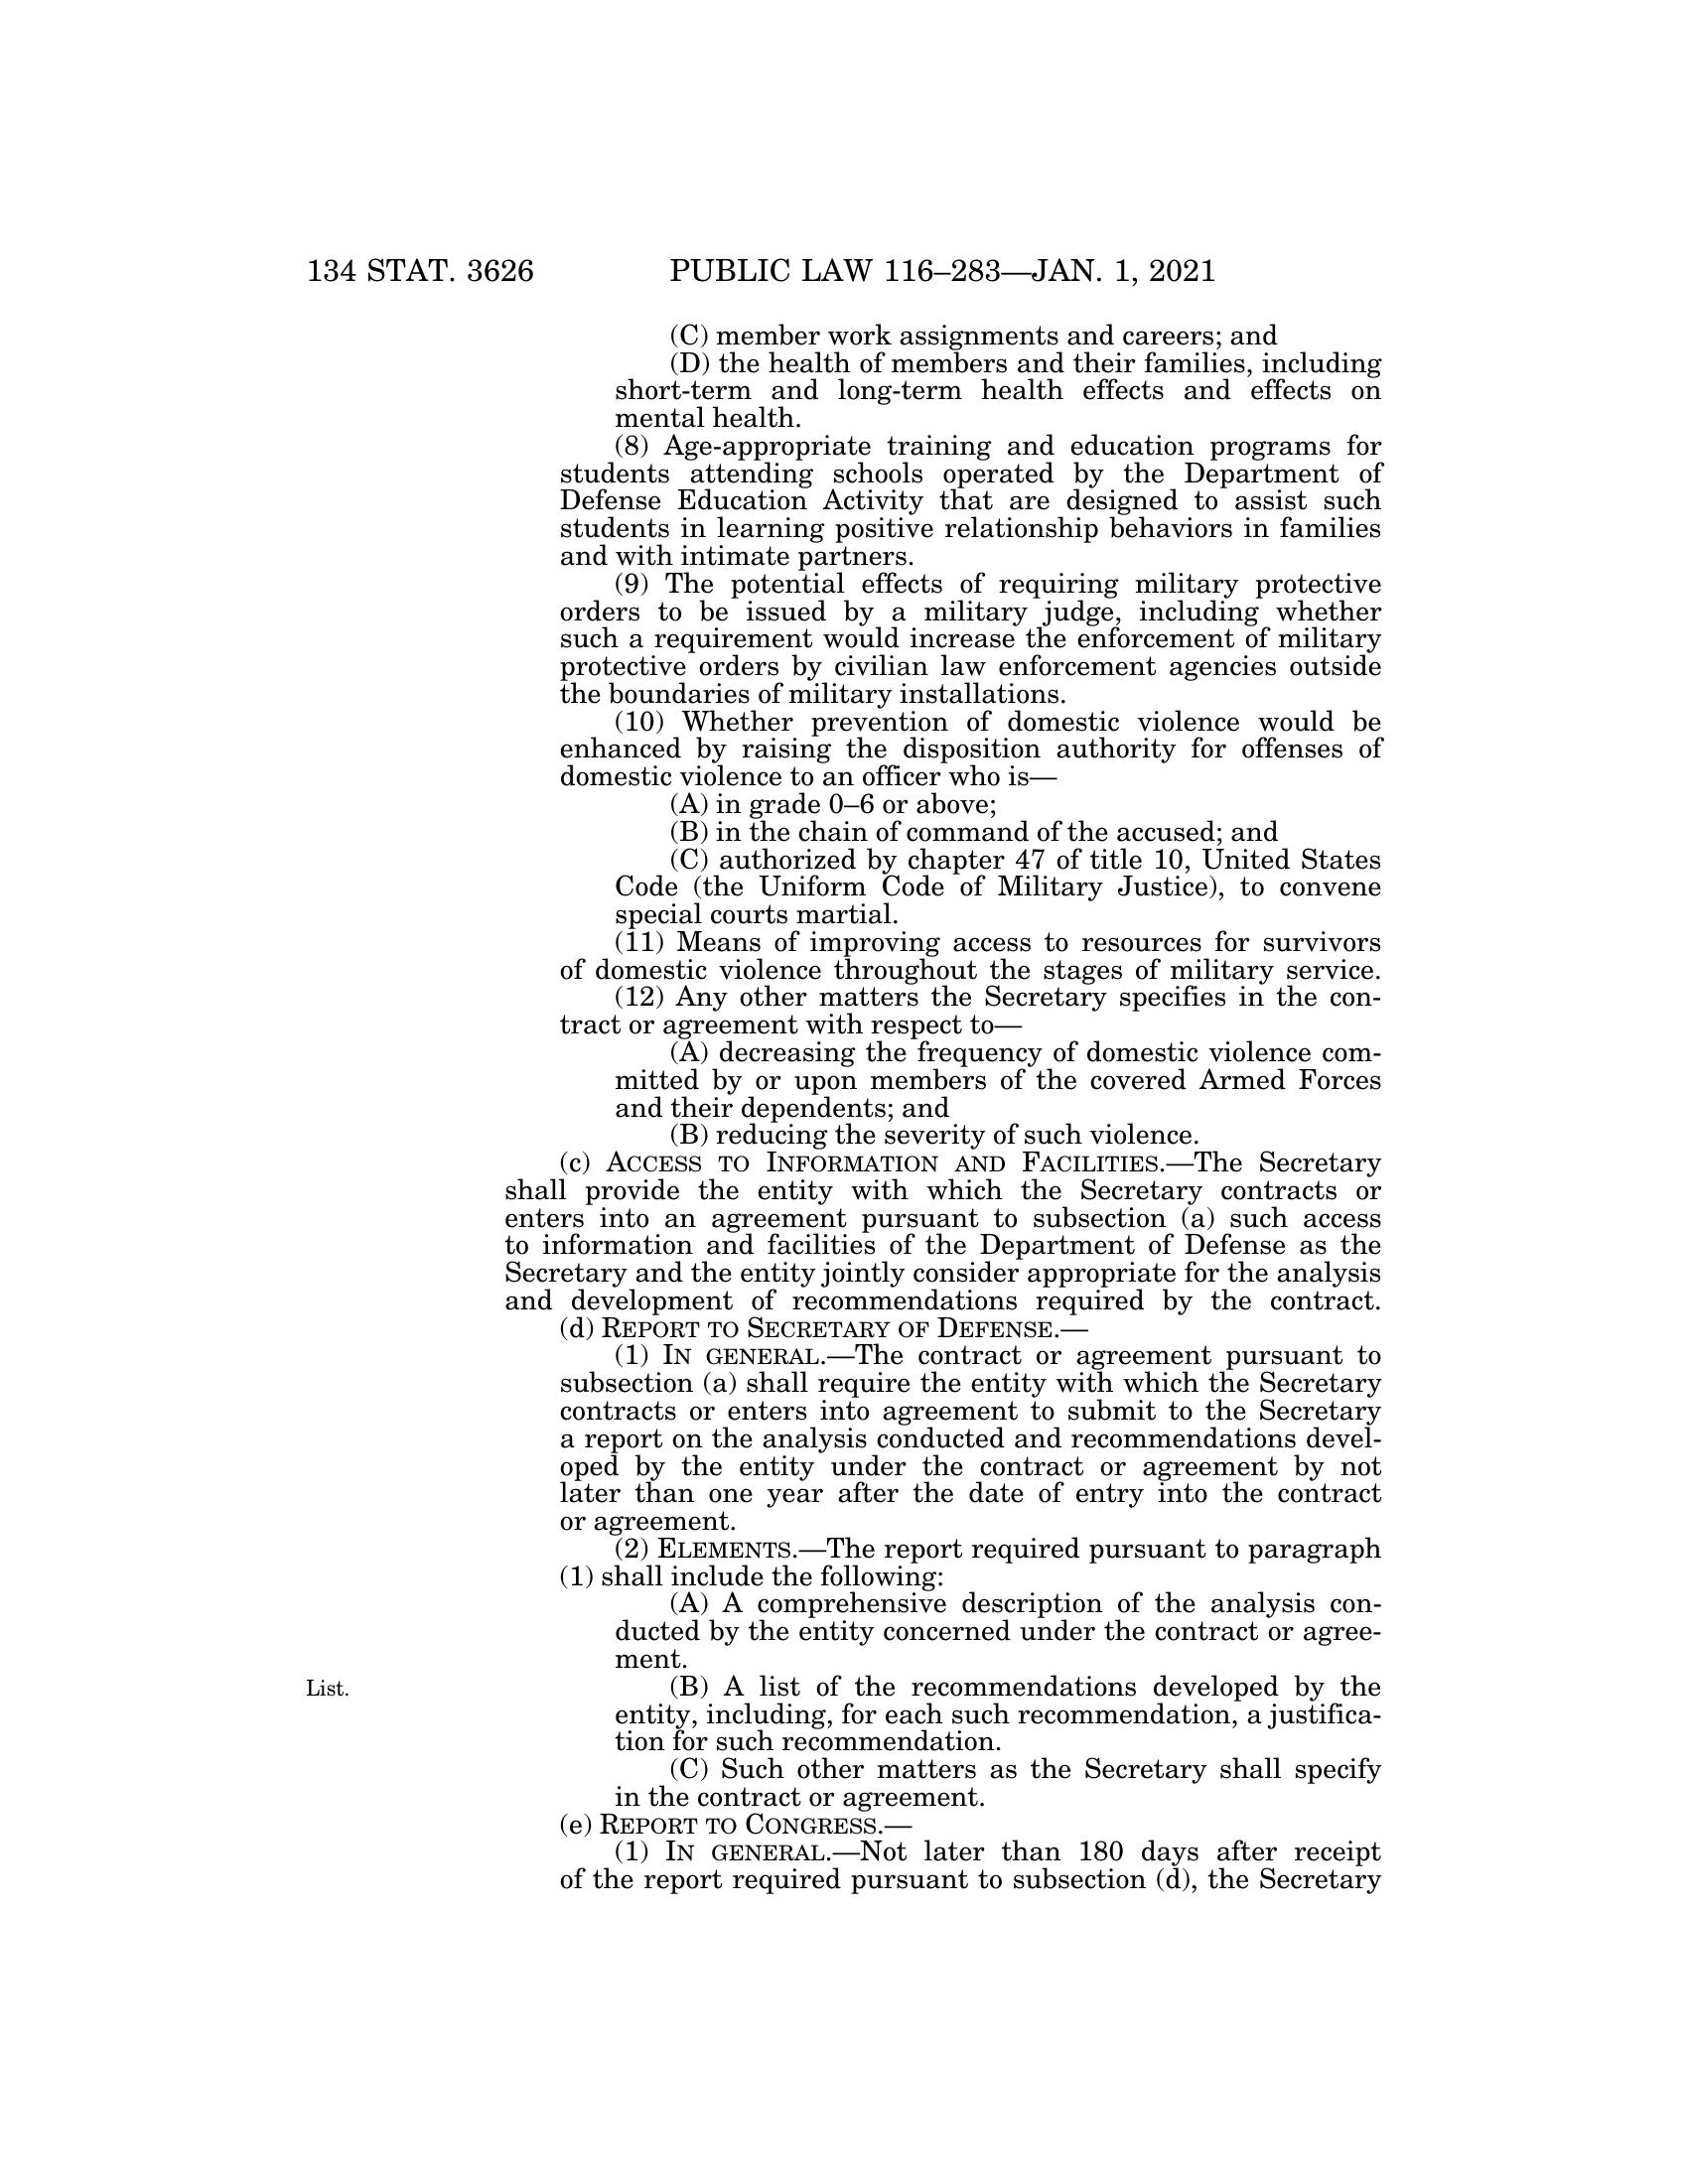 134 STAT. 3626 PUBLIC LAW 116–283—JAN. 1, 2021
(C) member work assignments and careers; and
(D) the health of members and their families, including
short-term and long-term health effects and effects on
mental health.
(8) Age-appropriate training and education programs for
students attending schools operated by the Department of
Defense Education Activity that are designed to assist such
students in learning positive relationship behaviors in families
and with intimate partners.
(9) The potential effects of requiring military protective
orders to be issued by a military judge, including whether
such a requirement would increase the enforcement of military
protective orders by civilian law enforcement agencies outside
the boundaries of military installations.
(10) Whether prevention of domestic violence would be
enhanced by raising the disposition authority for offenses of
domestic violence to an officer who is—
(A) in grade 0–6 or above;
(B) in the chain of command of the accused; and
(C) authorized by chapter 47 of title 10, United States
Code (the Uniform Code of Military Justice), to convene
special courts martial.
(11) Means of improving access to resources for survivors
of domestic violence throughout the stages of military service.
(12) Any other matters the Secretary specifies in the con-
tract or agreement with respect to—
(A) decreasing the frequency of domestic violence com-
mitted by or upon members of the covered Armed Forces
and their dependents; and
(B) reducing the severity of such violence.
(c) ACCESS TO INFORMATION AND FACILITIES.—The Secretary
shall provide the entity with which the Secretary contracts or
enters into an agreement pursuant to subsection (a) such access
to information and facilities of the Department of Defense as the
Secretary and the entity jointly consider appropriate for the analysis
and development of recommendations required by the contract.
(d) REPORT TO SECRETARY OF DEFENSE.—
(1) IN GENERAL.—The contract or agreement pursuant to
subsection (a) shall require the entity with which the Secretary
contracts or enters into agreement to submit to the Secretary
a report on the analysis conducted and recommendations devel-
oped by the entity under the contract or agreement by not
later than one year after the date of entry into the contract
or agreement.
(2) ELEMENTS.—The report required pursuant to paragraph
(1) shall include the following:
(A) A comprehensive description of the analysis con-
ducted by the entity concerned under the contract or agree-
ment.
List.
(B) A list of the recommendations developed by the
entity, including, for each such recommendation, a justifica-
tion for such recommendation.
(C) Such other matters as the Secretary shall specify
in the contract or agreement.
(e) REPORT TO CONGRESS.—
(1) IN GENERAL.—Not later than 180 days after receipt
of the report required pursuant to subsection (d), the Secretary